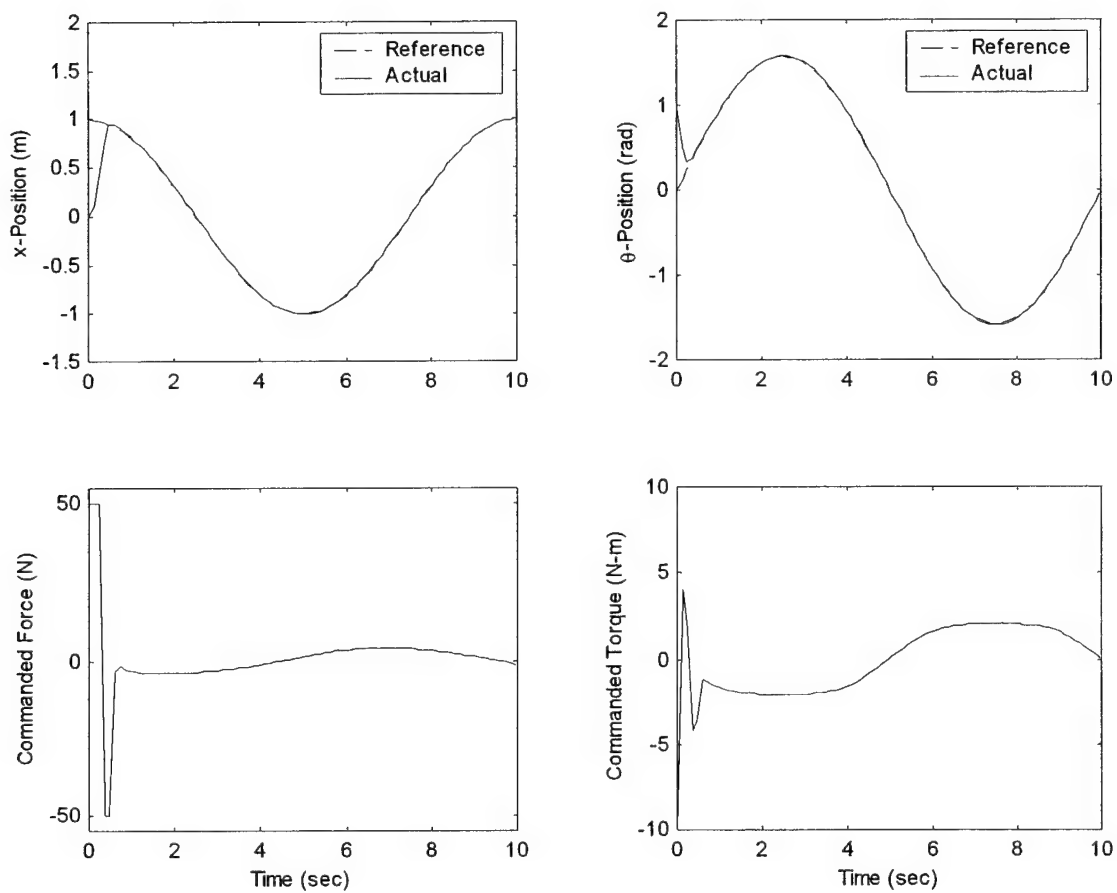 2
1.5
1
0.5
0
-0.5
-1
-1.5
x-Position (m)
Reference
Actual
0 2 4 6 8 10
2
1
0
-1
-2
θ-Position (rad)
Reference
Actual
0 2 4 6 8 10
50
0
-50
Commanded Force (N)
0 2 4 6 8 10
Time (sec)
10
5
0
-5
-10
Commanded Torque (N-m)
0 2 4 6 8 10
Time (sec)